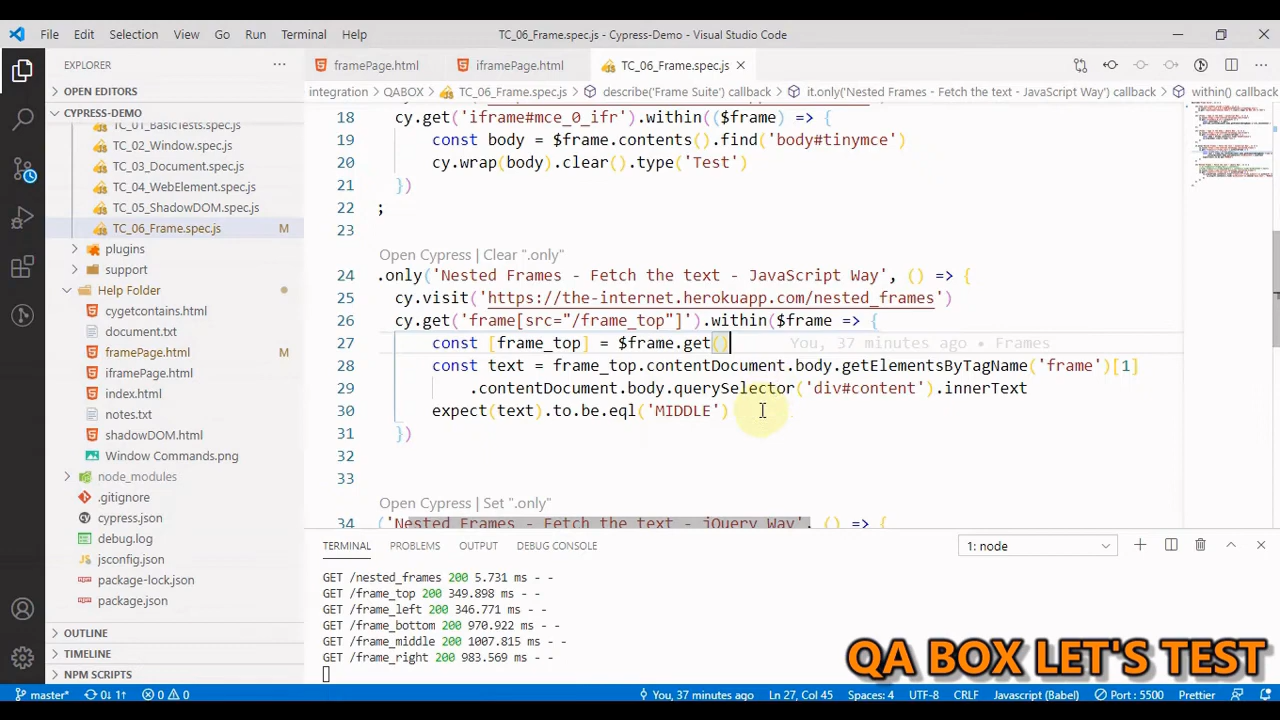 File Edit Selection View Go Run Terminal Help
TC_06_Frame.spec.js - Cypress-Demo - Visual Studio Code
EXPLORER
framePage.html
iframePage.html
TC_06_Frame.spec.js
OPEN EDITORS
integration > QABOX > TC_06_Frame.spec.js > describe('Frame Suite') callback > it.only('Nested Frames - Fetch the text - JavaScript Way') callback > within() callback
CYPRESS-DEMO
TC_01_BasicTests.spec.js
TC_02_Window.spec.js
TC_03_Document.spec.js
TC_04_WebElement.spec.js
TC_05_ShadowDOM.spec.js
TC_06_Frame.spec.js M
plugins
support
Help Folder
cygetcontains.html
document.txt
framePage.html
iframePage.html
index.html
notes.txt
shadowDOM.html
Window Commands.png
node_modules
.gitignore
cypress.json
debug.log
jsconfig.json
package-lock.json
package.json
OUTLINE
TIMELINE
NPM SCRIPTS
18 cy.get('iframe#mce_0_ifr').within(($frame) => {
19 const body = $frame.contents().find('body#tinymce')
20 cy.wrap(body).clear().type('Test')
21 })
22 ;
23
Open Cypress | Clear ".only"
24 .only('Nested Frames - Fetch the text - JavaScript Way', () => {
25 cy.visit('https://the-internet.herokuapp.com/nested_frames')
26 cy.get('frame[src="/frame_top"]').within($frame => {
27 const [frame_top] = $frame.get() You, 37 minutes ago • Frames
28 const text = frame_top.contentDocument.body.getElementsByTagName('frame')[1]
29 .contentDocument.body.querySelector('div#content').innerText
30 expect(text).to.be.eql('MIDDLE')
31 })
32
33
Open Cypress | Set ".only"
34 ('Nested Frames - Fetch the text - jQuery Way', () => {
TERMINAL PROBLEMS OUTPUT DEBUG CONSOLE
1: node
GET /nested_frames 200 5.731 ms - -
GET /frame_top 200 349.898 ms - -
GET /frame_left 200 346.771 ms - -
GET /frame_bottom 200 970.922 ms - -
GET /frame_middle 200 1007.815 ms - -
GET /frame_right 200 983.569 ms - -
QA BOX LET'S TEST
master* 0↓ 1↑ 0 0
You, 37 minutes ago Ln 27, Col 45 Spaces: 4 UTF-8 CRLF Javascript (Babel) Port : 5500 Prettier